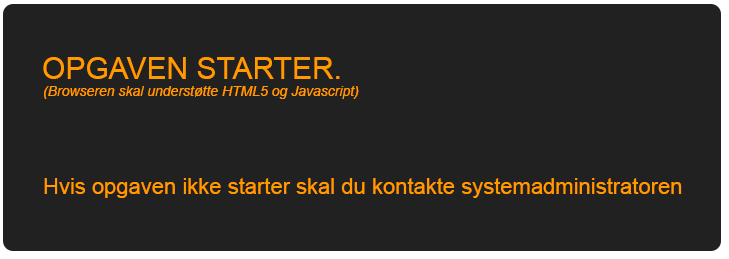 OPGAVEN STARTER.
(Browseren skal understøtte HTML5 og Javascript)
Hvis opgaven ikke starter skal du kontakte systemadministratoren